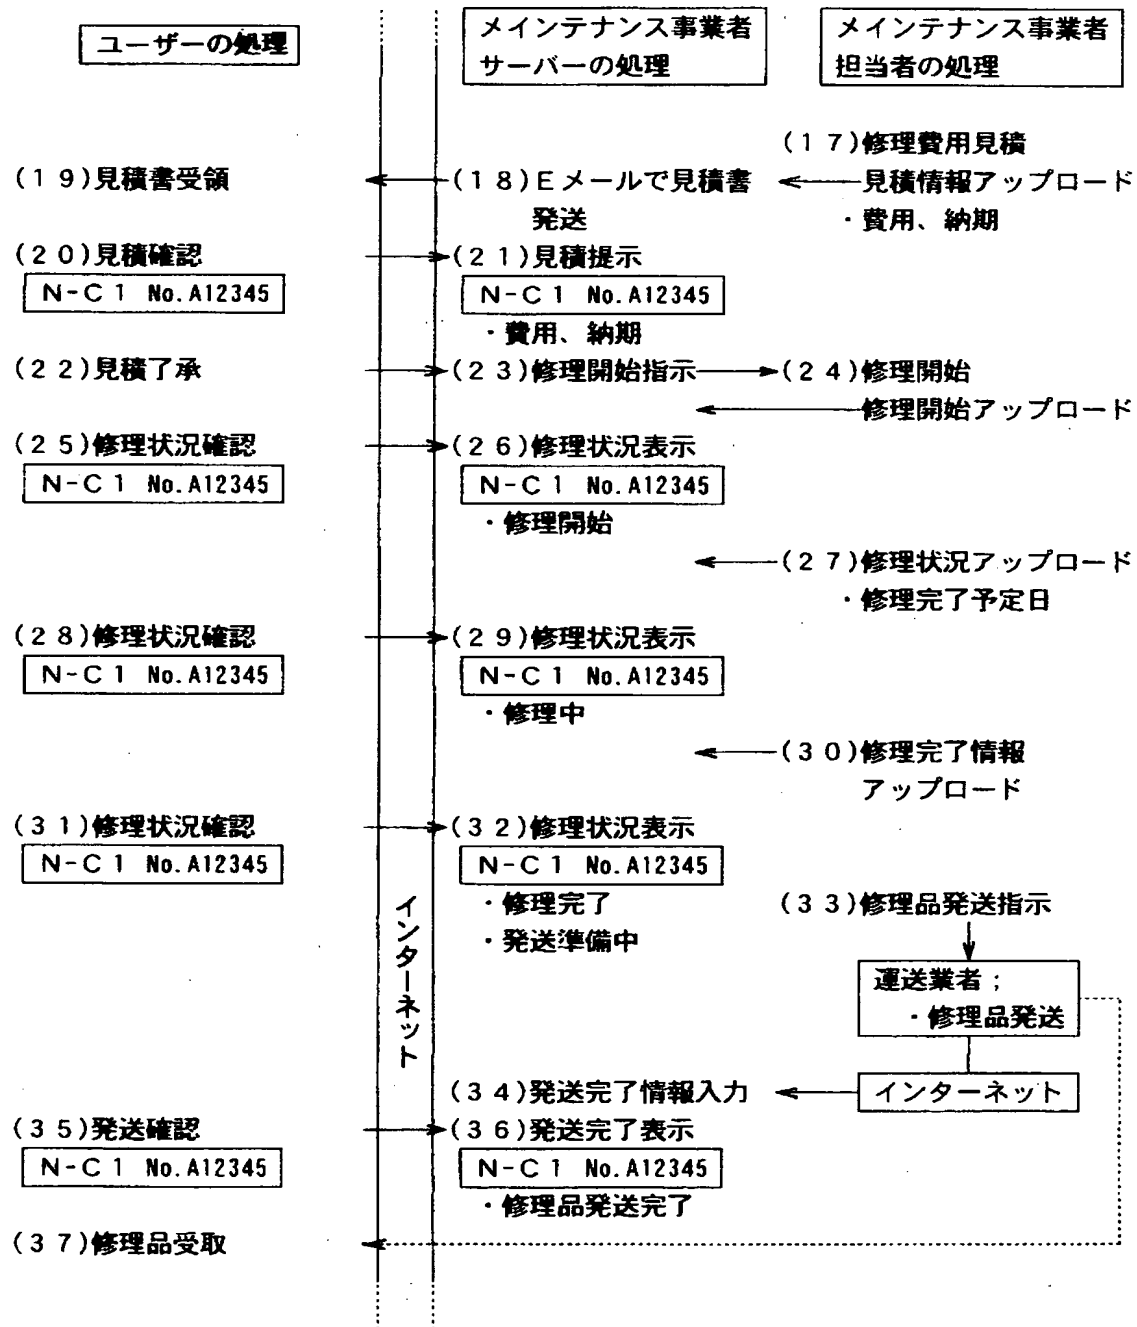 ユーザーの処理
メインテナンス事業者
サーバーの処理
メインテナンス事業者
担当者の処理
(17)修理費用見積
(19)見積書受領
(18)Eメールで見積書
発送
見積情報アップロード
・費用、納期
(20)見積確認
N-C1 No.A12345
(21)見積提示
N-C1 No.A12345
・費用、納期
(22)見積了承
(23)修理開始指示
(24)修理開始
修理開始アップロード
(25)修理状況確認
N-C1 No.A12345
(26)修理状況表示
N-C1 No.A12345
・修理開始
(27)修理状況アップロード
・修理完了予定日
(28)修理状況確認
N-C1 No.A12345
(29)修理状況表示
N-C1 No.A12345
・修理中
(30)修理完了情報
アップロード
(31)修理状況確認
N-C1 No.A12345
(32)修理状況表示
N-C1 No.A12345
・修理完了
・発送準備中
インターネット
(33)修理品発送指示
運送業者;
・修理品発送
インターネット
(34)発送完了情報入力
(35)発送確認
N-C1 No.A12345
(36)発送完了表示
N-C1 No.A12345
・修理品発送完了
(37)修理品受取